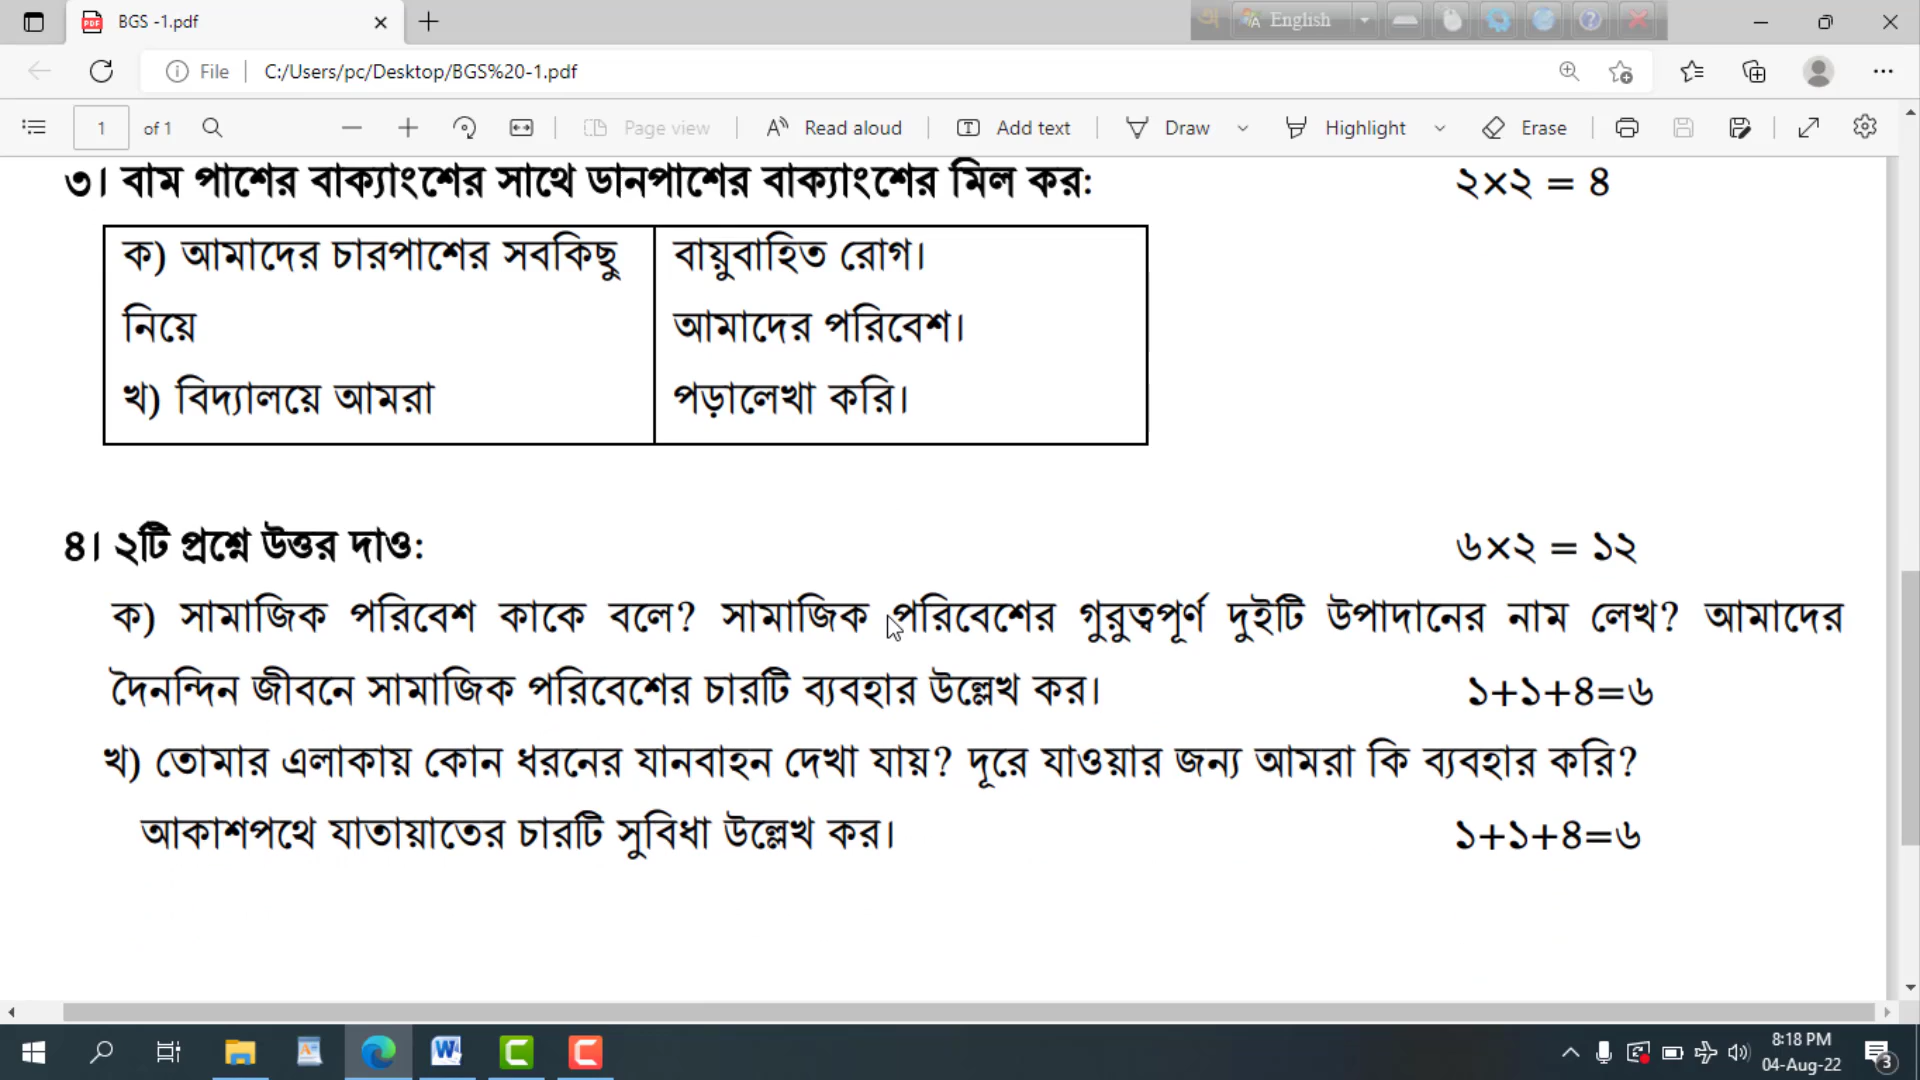 BGS -1.pdf
English
File
C:/Users/pc/Desktop/BGS%20-1.pdf
1 of 1
Page view
Read aloud
Add text
Draw
Highlight
Erase
৩। বাম পাশের বাক্যাংশের সাথে ডানপাশের বাক্যাংশের মিল কর: ২×২ = ৪
ক) আমাদের চারপাশের সবকিছু বায়ুবাহিত রোগ।
নিয়ে আমাদের পরিবেশ।
খ) বিদ্যালয়ে আমরা পড়ালেখা করি।
৪। ২টি প্রশ্নে উত্তর দাও: ৬×২ = ১২
ক) সামাজিক পরিবেশ কাকে বলে? সামাজিক পরিবেশের গুরুত্বপূর্ণ দুইটি উপাদানের নাম লেখ? আমাদের
দৈনন্দিন জীবনে সামাজিক পরিবেশের চারটি ব্যবহার উল্লেখ কর। ১+১+৪=৬
খ) তোমার এলাকায় কোন ধরনের যানবাহন দেখা যায়? দূরে যাওয়ার জন্য আমরা কি ব্যবহার করি?
আকাশপথে যাতায়াতের চারটি সুবিধা উল্লেখ কর। ১+১+৪=৬
8:18 PM
04-Aug-22
3